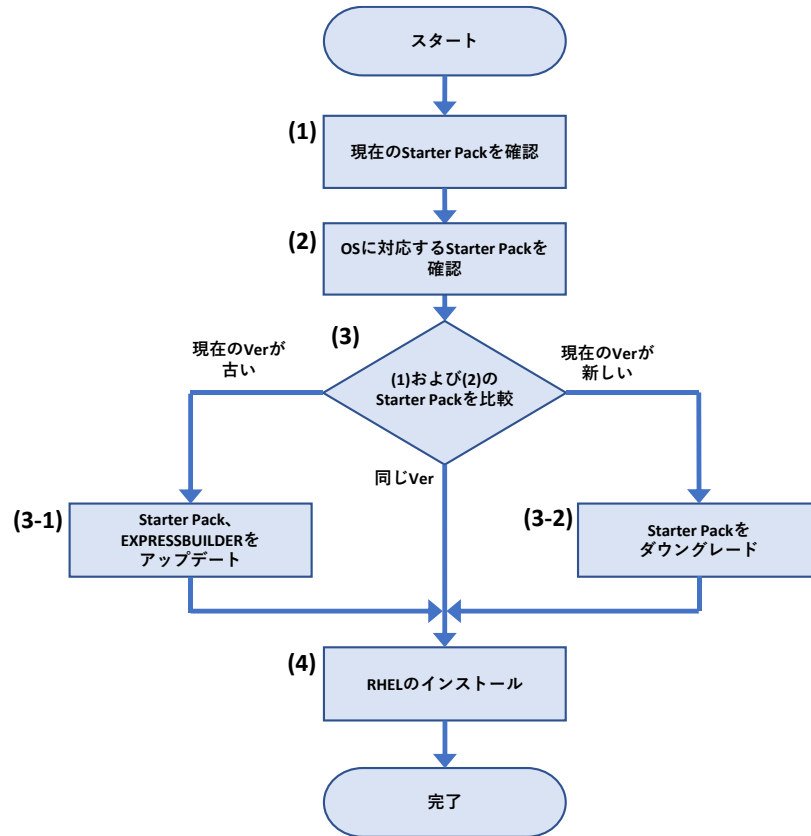 スタート
(1)
現在のStarter Packを確認
(2)
OSに対応するStarter Packを
確認
(3)
現在のVerが
古い
(1)および(2)の
Starter Packを比較
現在のVerが
新しい
同じVer
(3-1)
Starter Pack、
EXPRESSBUILDERを
アップデート
(3-2)
Starter Packを
ダウングレード
(4)
RHELのインストール
完了